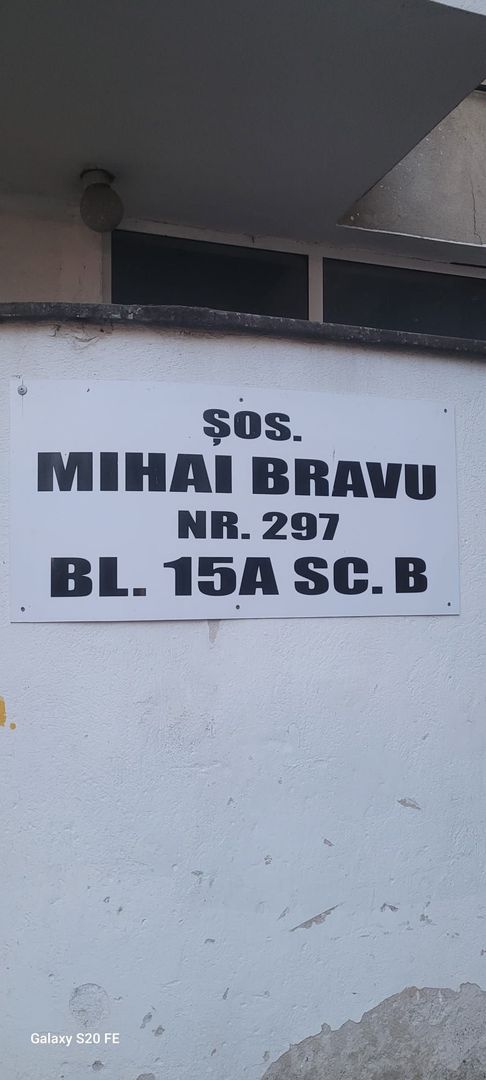 ȘOS.
MIHAI BRAVU
NR. 297
BL. 15A SC. B
Galaxy S20 FE